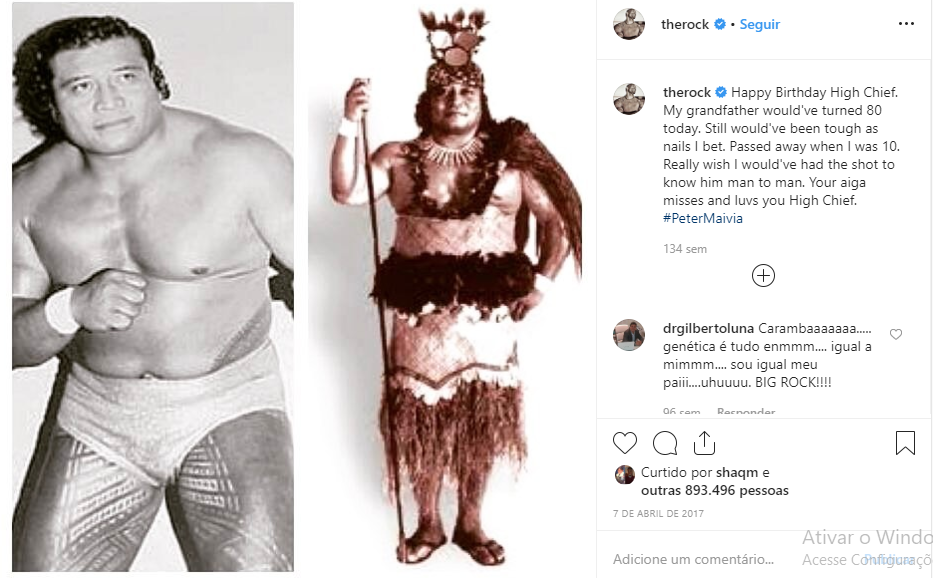 therock • Seguir
therock Happy Birthday High Chief.
My grandfather would've turned 80
today. Still would've been tough as
nails I bet. Passed away when I was 10.
Really wish I would've had the shot to
know him man to man. Your aiga
misses and luvs you High Chief.
#PeterMaivia
134 sem
drgilbertoluna Carambaaaaaaa.....
genética é tudo enmmm.... igual a
mimmm.... sou igual meu
paiii....uhuuuu. BIG ROCK!!!!
96 sem Responder
Curtido por shaqm e
outras 893.496 pessoas
7 DE ABRIL DE 2017
Ativar o Windo
Adicione um comentário...
Publicar
Acesse Configuraçõ